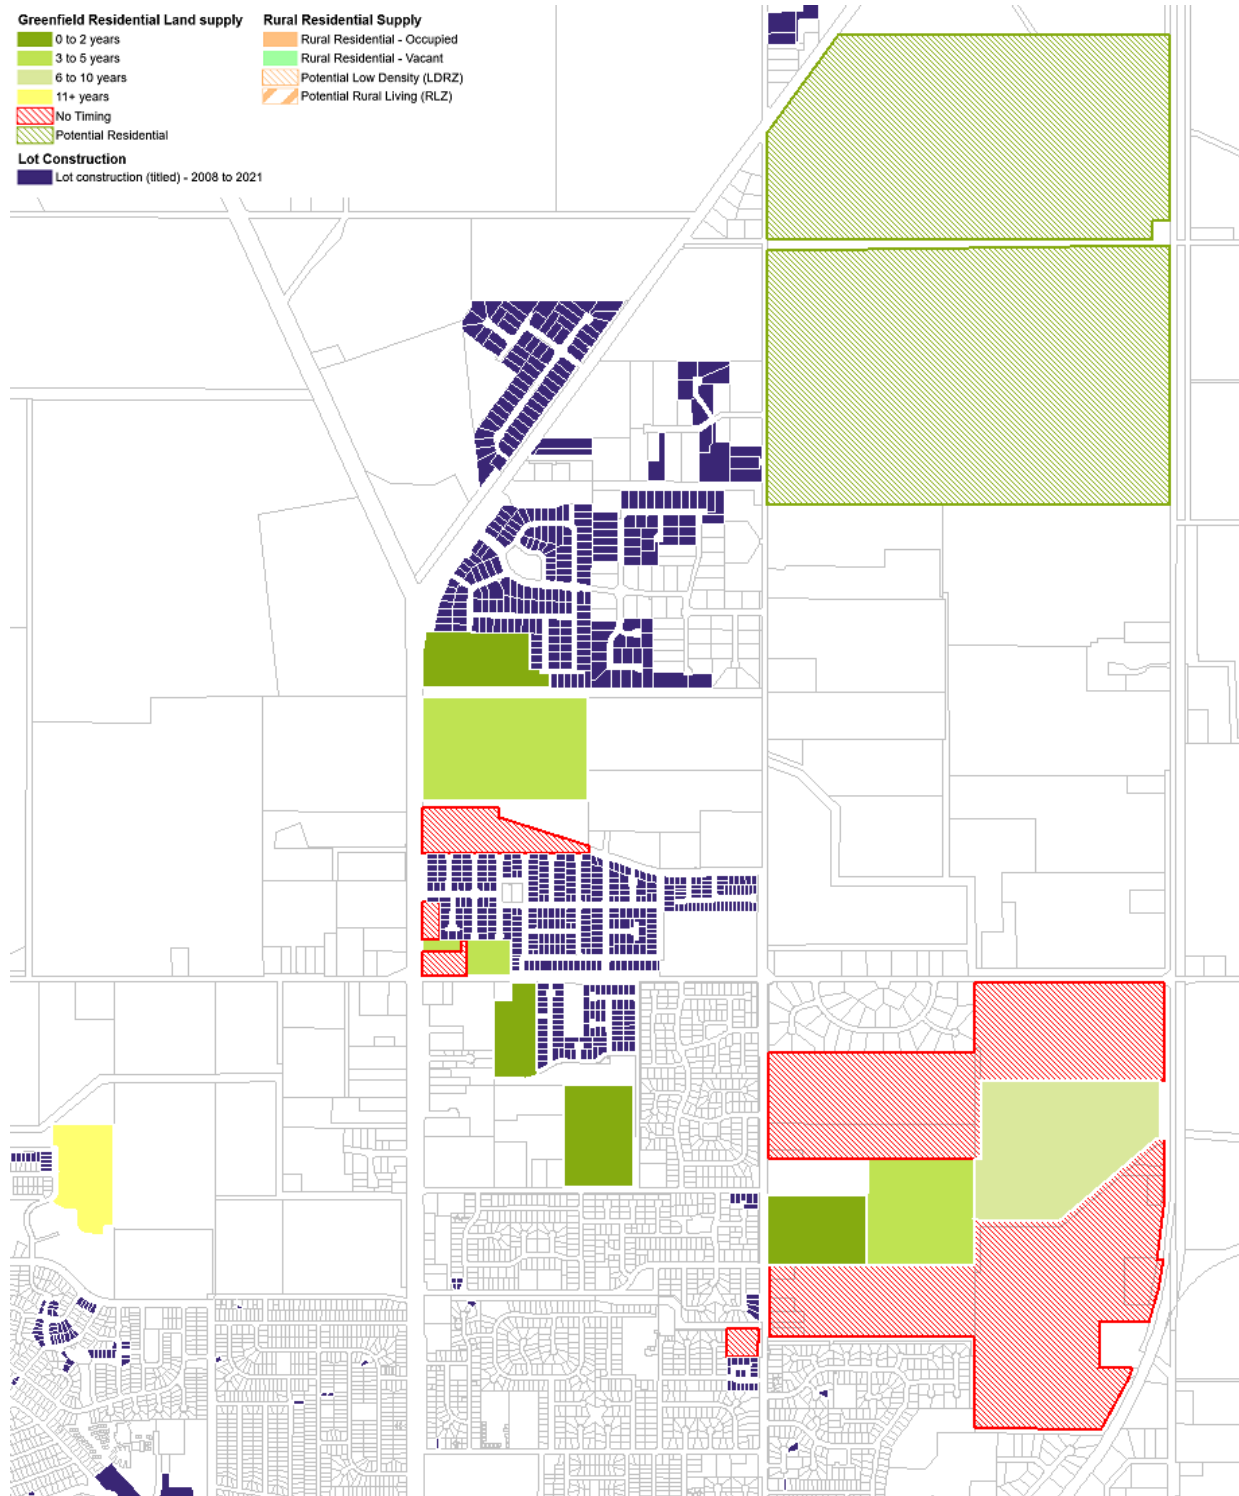 Greenfield Residential Land supply
0 to 2 years
3 to 5 years
6 to 10 years
11+ years
No Timing
Potential Residential
Lot Construction
Lot construction (titled) - 2008 to 2021
Rural Residential Supply
Rural Residential - Occupied
Rural Residential - Vacant
Potential Low Density (LDRZ)
Potential Rural Living (RLZ)